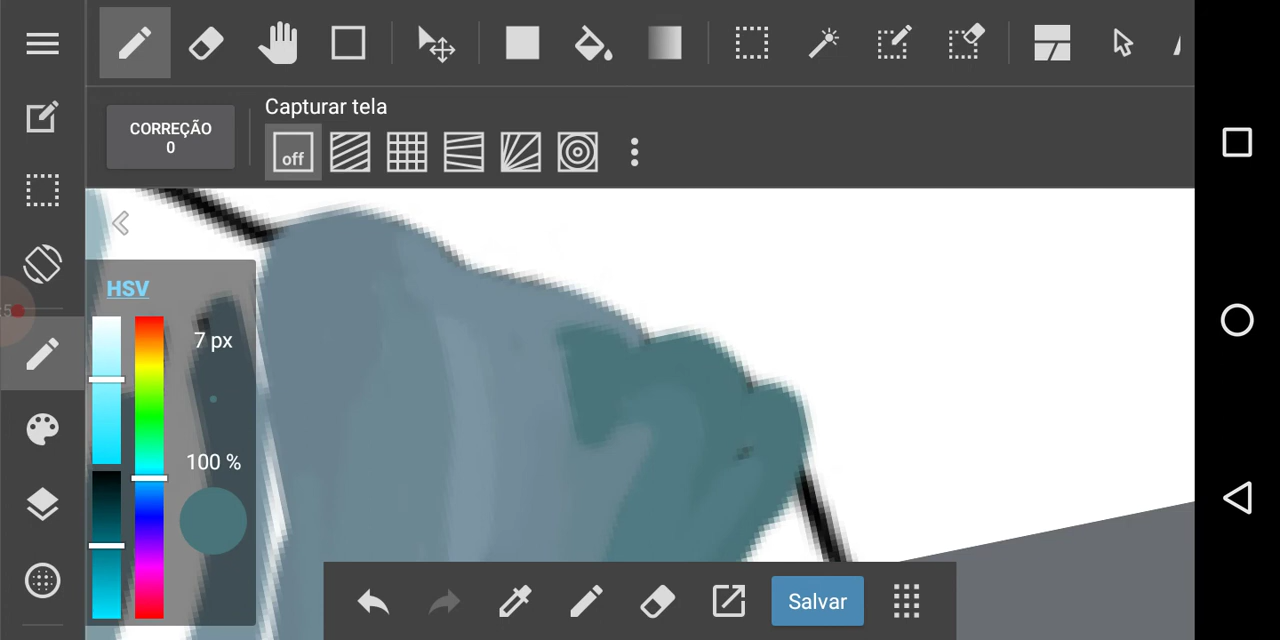 Capturar tela
CORREÇÃO
0
off
HSV
7 px
100 %
Salvar